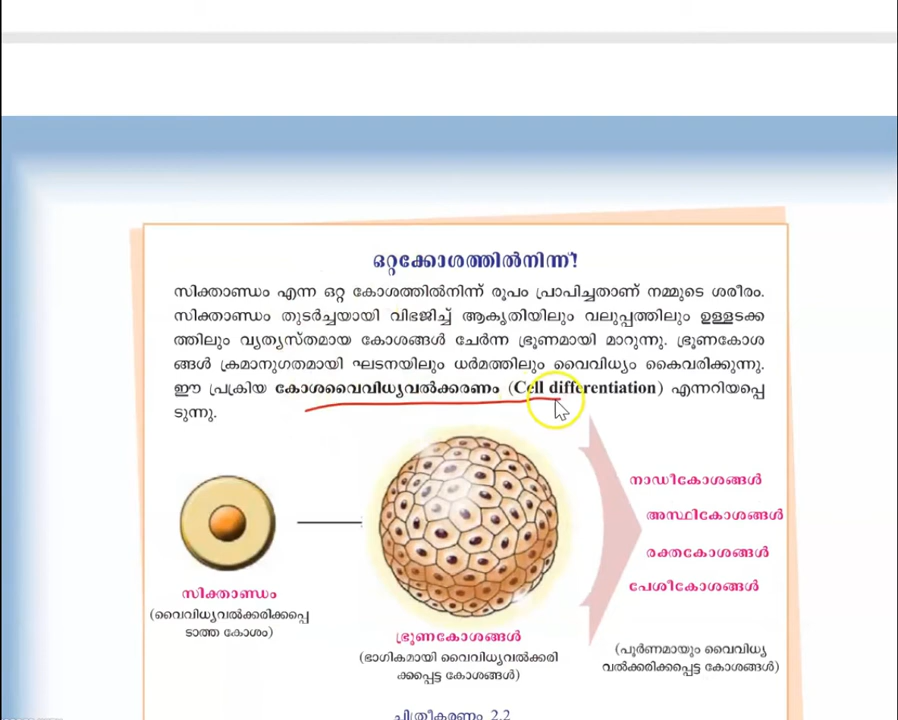 ഒറ്റക്കോശത്തിൽനിന്ന്!
സിക്താണ്ഡം എന്ന ഒറ്റ കോശത്തിൽനിന്ന് രൂപം പ്രാപിച്ചതാണ് നമ്മുടെ ശരീരം.
സിക്താണ്ഡം തുടർച്ചയായി വിഭജിച്ച് ആകൃതിയിലും വലുപ്പത്തിലും ഉള്ളടക്ക
ത്തിലും വ്യത്യസ്തമായ കോശങ്ങൾ ചേർന്ന ഭ്രൂണമായി മാറുന്നു. ഭ്രൂണകോശ
ങ്ങൾ ക്രമാനുഗതമായി ഘടനയിലും ധർമത്തിലും വൈവിധ്യം കൈവരിക്കുന്നു.
ഈ പ്രക്രിയ കോശവൈവിധ്യവൽക്കരണം (Cell differentiation) എന്നറിയപ്പെ
ടുന്നു.
നാഡീകോശങ്ങൾ
അസ്ഥികോശങ്ങൾ
രക്തകോശങ്ങൾ
പേശീകോശങ്ങൾ
സിക്താണ്ഡം
(വൈവിധ്യവൽക്കരിക്കപ്പെ
ടാത്ത കോശം)
ഭ്രൂണകോശങ്ങൾ
(ഭാഗികമായി വൈവിധ്യവൽക്കരി
ക്കപ്പെട്ട കോശങ്ങൾ)
(പൂർണമായും വൈവിധ്യ
വൽക്കരിക്കപ്പെട്ട കോശങ്ങൾ)
ചിത്രീകരണം 2.2